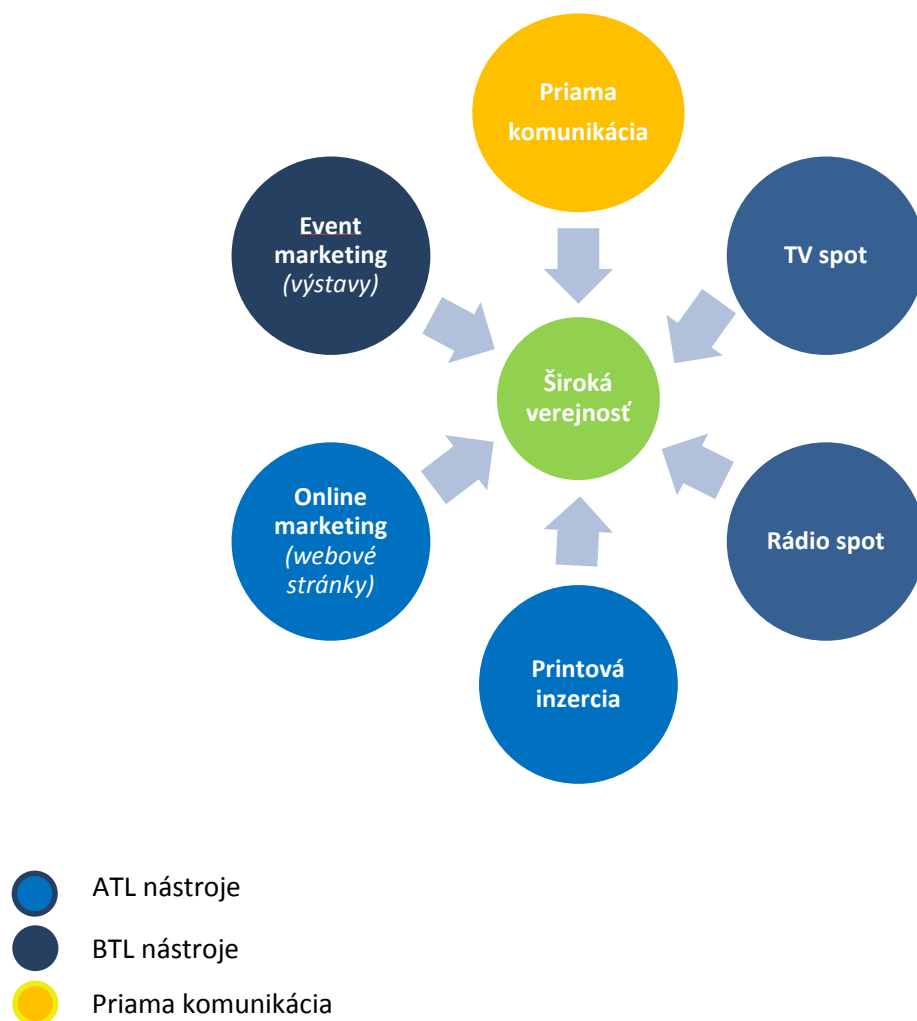 Priama
komunikácia
Event
marketing
(výstavy)
TV spot
Široká
verejnosť
Online
marketing
(webové
stránky)
Rádio spot
Printová
inzercia
ATL nástroje
BTL nástroje
Priama komunikácia